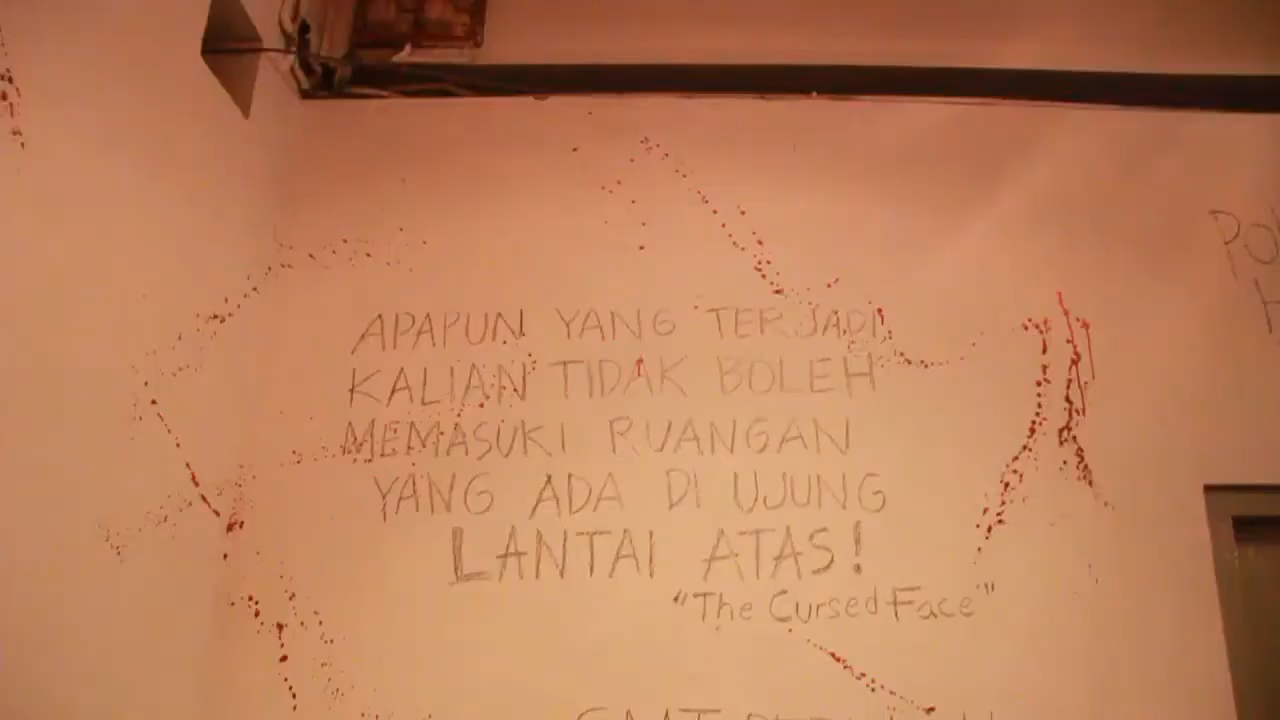 APAPUN YANG TERJADI
KALIAN TIDAK BOLEH
MEMASUKI RUANGAN
YANG ADA DI UJUNG
LANTAI ATAS!
"The Cursed Face"